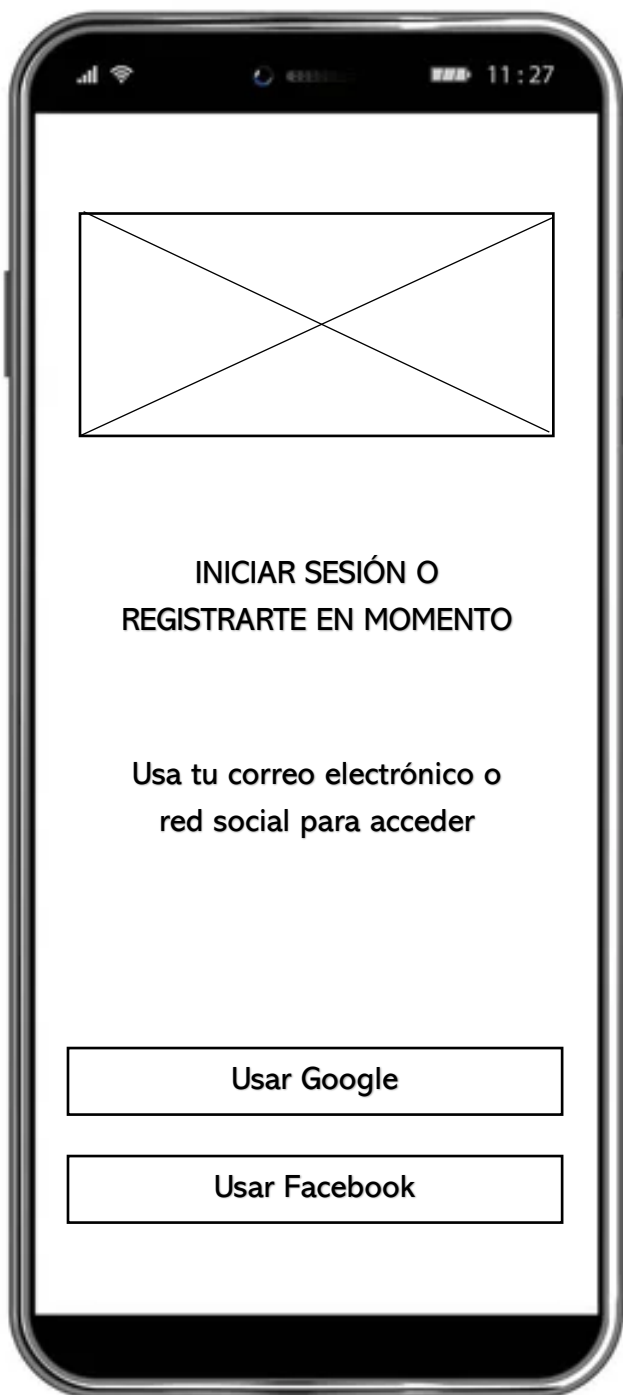 11:27
INICIAR SESIÓN O
REGISTRARTE EN MOMENTO
Usa tu correo electrónico o
red social para acceder
Usar Google
Usar Facebook